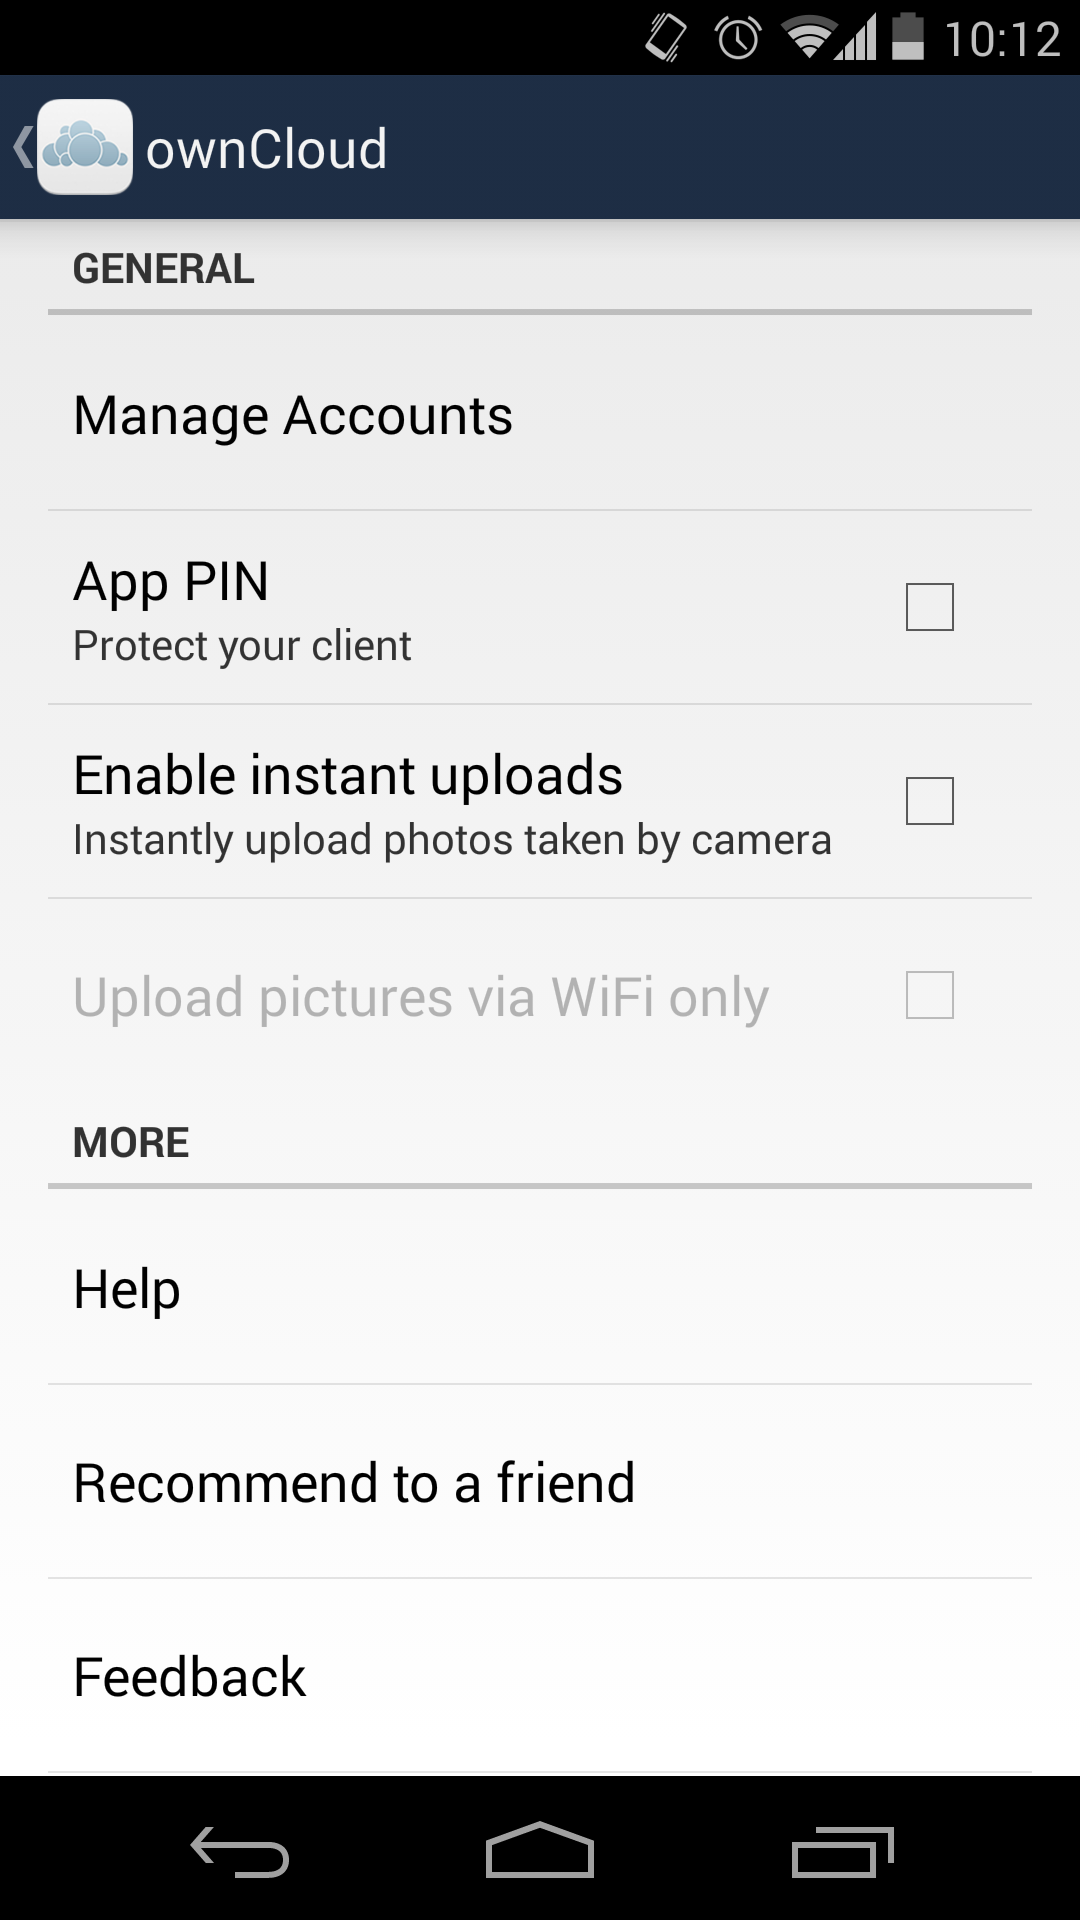 10:12
ownCloud
GENERAL
Manage Accounts
App PIN
Protect your client
Enable instant uploads
Instantly upload photos taken by camera
Upload pictures via WiFi only
MORE
Help
Recommend to a friend
Feedback